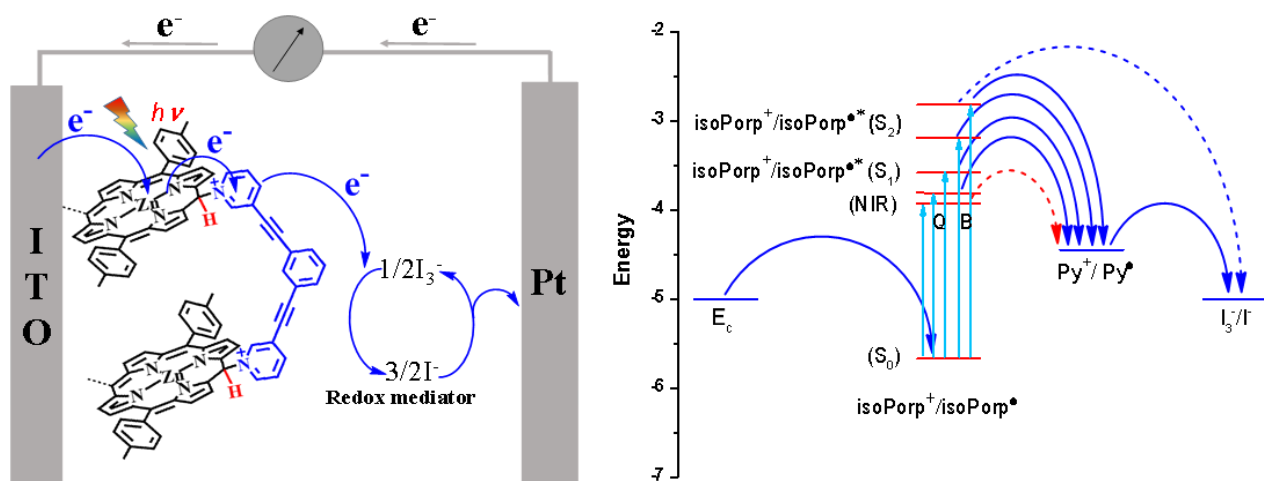 e⁻
e⁻
e⁻
hν
e⁻
e⁻
e⁻
N
+
Zn
N
N
N
N
H
I
T
O
1/2I₃⁻
Pt
N
+
Zn
N
N
N
N
H
3/2I⁻
Redox mediator
Energy
-2
-3
-4
-5
-6
-7
isoPorp⁺/isoPorp•* (S₂)
isoPorp⁺/isoPorp•* (S₁)
(NIR)
Q
B
Py⁺/ Py•
E꜀
I₃⁻/I⁻
(S₀)
isoPorp⁺/isoPorp•